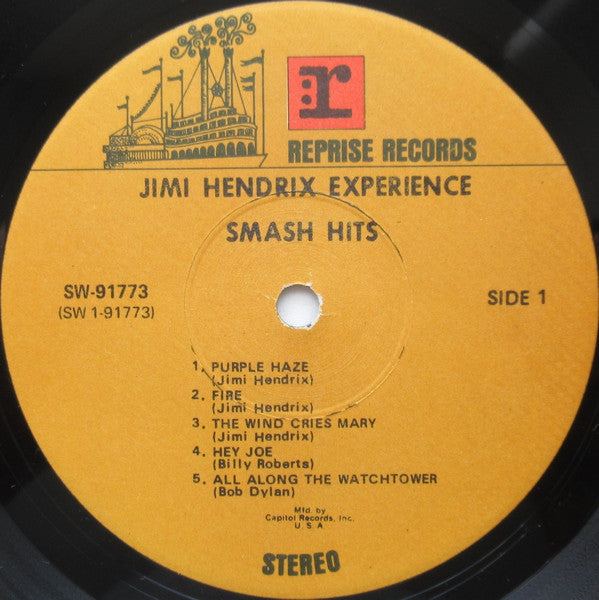 r
REPRISE RECORDS
JIMI HENDRIX EXPERIENCE
SMASH HITS
SW-91773
(SW 1-91773)
SIDE 1
1. PURPLE HAZE
(Jimi Hendrix)
2. FIRE
(Jimi Hendrix)
3. THE WIND CRIES MARY
(Jimi Hendrix)
4. HEY JOE
(Billy Roberts)
5. ALL ALONG THE WATCHTOWER
(Bob Dylan)
Mfd. by
Capitol Records, Inc.
U.S.A
STEREO